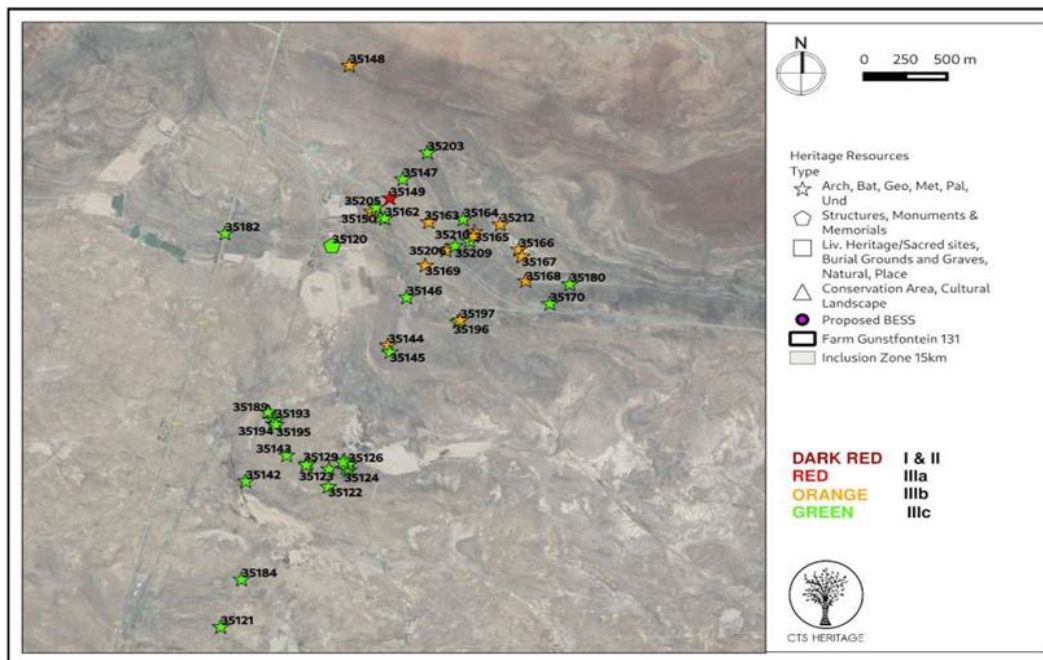 35148
35203
35147
35149
35205
35150
35162
35163
35164
35212
35182
35120
35210
35165
35206
35209
35166
35167
35169
35168
35180
35146
35170
35197
35196
35144
35145
35189
35193
35194
35195
35143
35129
35126
35123
35124
35142
35122
35184
35121
N
0 250 500 m
Heritage Resources
Type
Arch, Bat, Geo, Met, Pal,
Und
Structures, Monuments &
Memorials
Liv. Heritage/Sacred sites,
Burial Grounds and Graves,
Natural, Place
Conservation Area, Cultural
Landscape
Proposed BESS
Farm Gunstfontein 131
Inclusion Zone 15km
DARK RED I & II
RED IIIa
ORANGE IIIb
GREEN IIIc
CTS HERITAGE